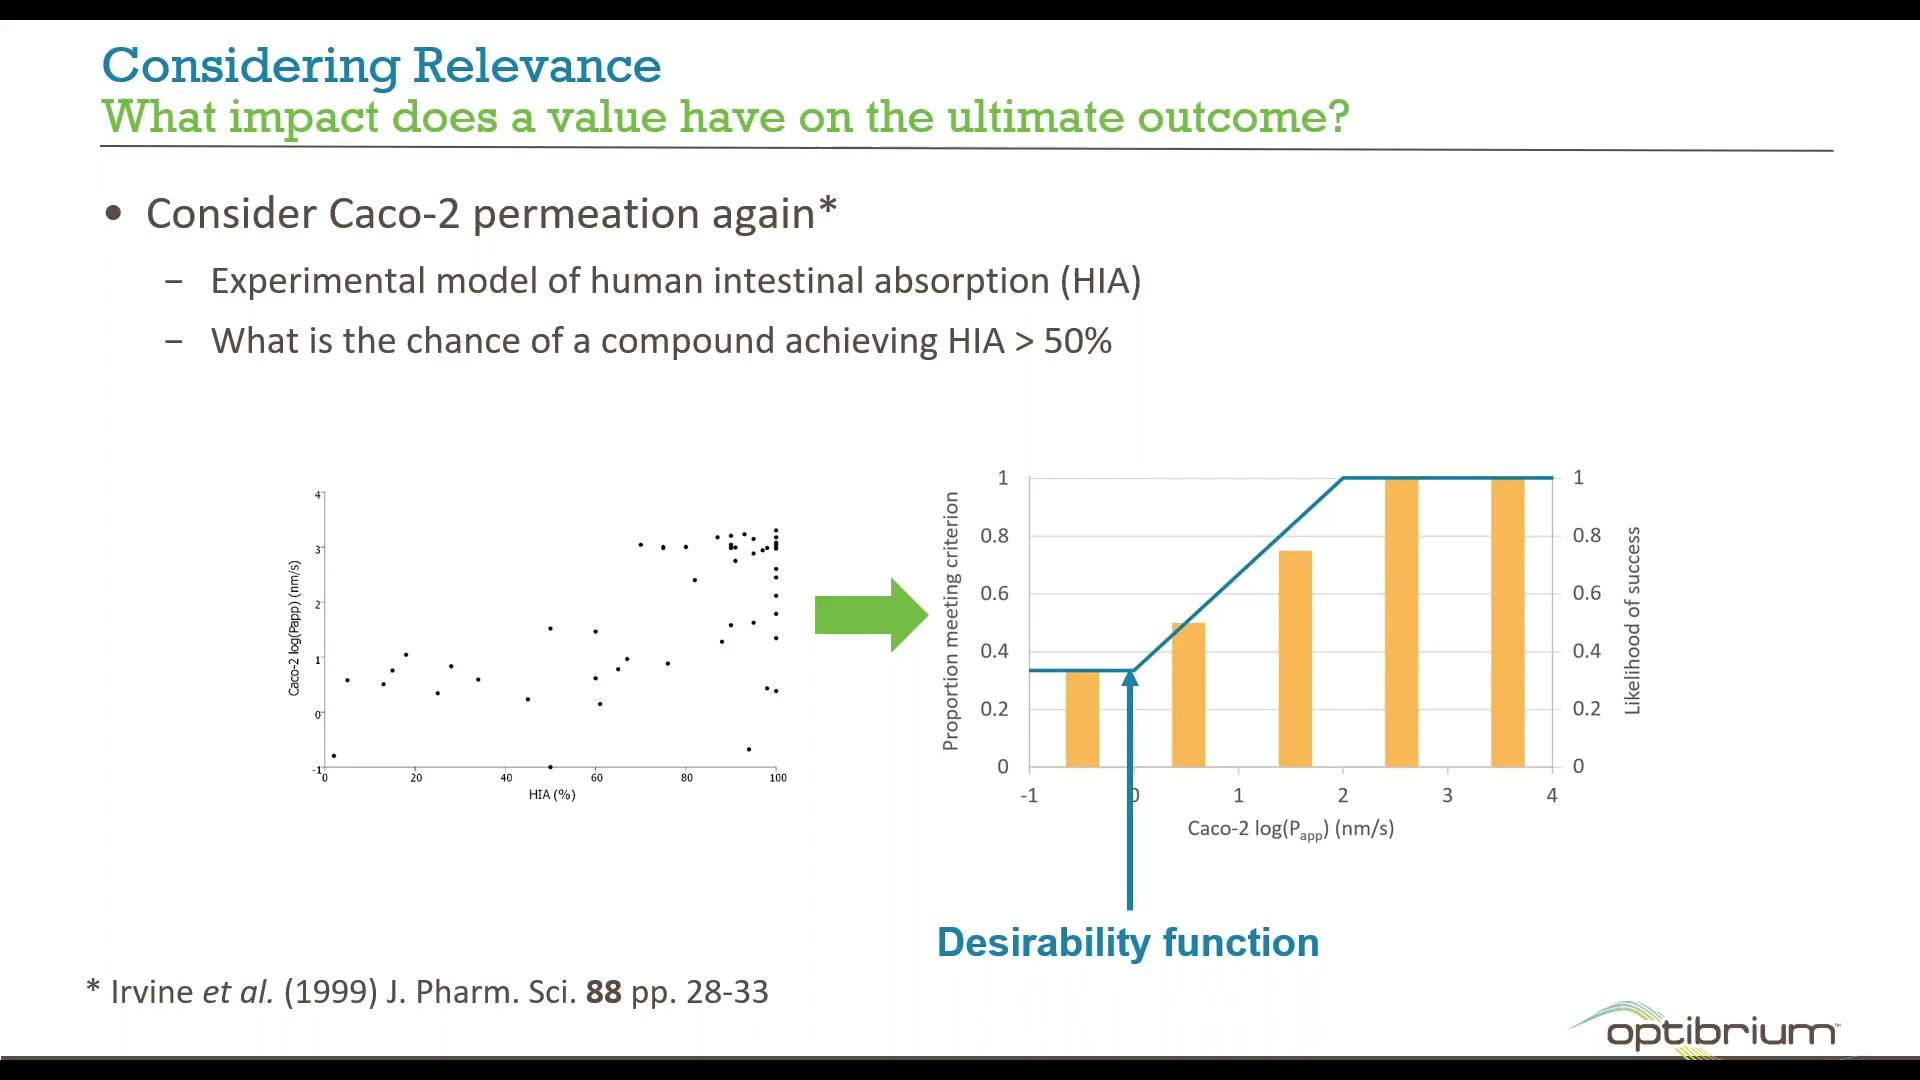 Considering Relevance
What impact does a value have on the ultimate outcome?
• Consider Caco-2 permeation again*
– Experimental model of human intestinal absorption (HIA)
– What is the chance of a compound achieving HIA > 50%
4
3
2
1
0
-1
Caco-2 log(Papp) (nm/s)
0 20 40 60 80 100
HIA (%)
1
0.8
0.6
0.4
0.2
0
Proportion meeting criterion
1
0.8
0.6
0.4
0.2
0
Likelihood of success
-1 0 1 2 3 4
Caco-2 log(Papp) (nm/s)
Desirability function
* Irvine et al. (1999) J. Pharm. Sci. 88 pp. 28-33
optibrium™